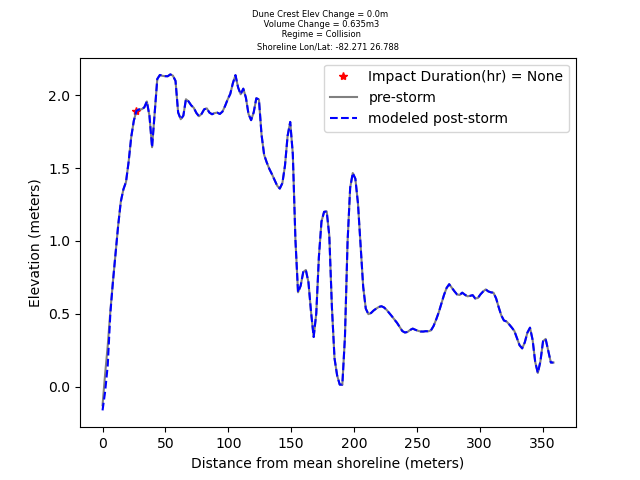 Dune Crest Elev Change = 0.0m
Volume Change = 0.635m3
Regime = Collision
Shoreline Lon/Lat: -82.271 26.788
Impact Duration(hr) = None
pre-storm
modeled post-storm
Elevation (meters)
2.0
1.5
1.0
0.5
0.0
0 50 100 150 200 250 300 350
Distance from mean shoreline (meters)